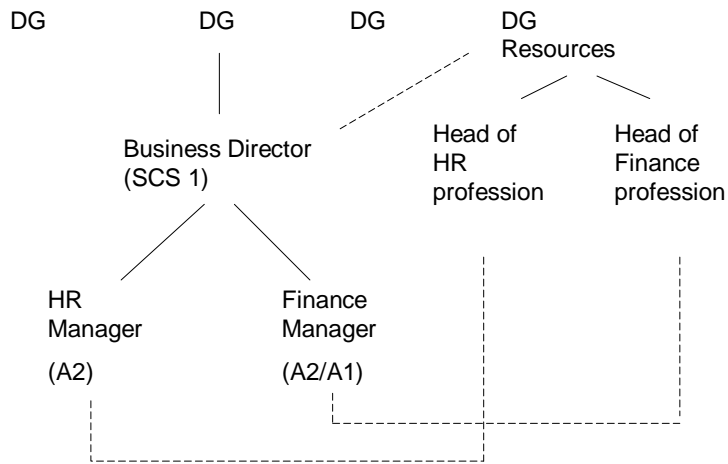 DG
DG
DG
DG
Resources
Business Director
(SCS 1)
Head of
HR
profession
Head of
Finance
profession
HR
Manager
(A2)
Finance
Manager
(A2/A1)